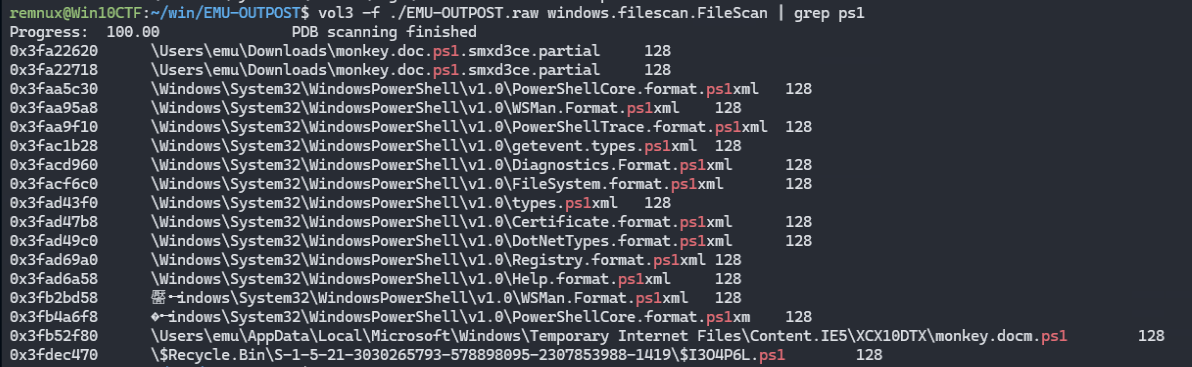 remnux@Win10CTF:~/win/EMU-OUTPOST$ vol3 -f ./EMU-OUTPOST.raw windows.filescan.FileScan | grep ps1
Progress:  100.00               PDB scanning finished
0x3fa22620      \Users\emu\Downloads\monkey.doc.ps1.smxd3ce.partial     128
0x3fa22718      \Users\emu\Downloads\monkey.doc.ps1.smxd3ce.partial     128
0x3faa5c30      \Windows\System32\WindowsPowerShell\v1.0\PowerShellCore.format.ps1xml   128
0x3faa95a8      \Windows\System32\WindowsPowerShell\v1.0\WSMan.Format.ps1xml    128
0x3faa9f10      \Windows\System32\WindowsPowerShell\v1.0\PowerShellTrace.format.ps1xml  128
0x3fac1b28      \Windows\System32\WindowsPowerShell\v1.0\getevent.types.ps1xml  128
0x3facd960      \Windows\System32\WindowsPowerShell\v1.0\Diagnostics.Format.ps1xml      128
0x3facf6c0      \Windows\System32\WindowsPowerShell\v1.0\FileSystem.format.ps1xml       128
0x3fad43f0      \Windows\System32\WindowsPowerShell\v1.0\types.ps1xml   128
0x3fad47b8      \Windows\System32\WindowsPowerShell\v1.0\Certificate.format.ps1xml      128
0x3fad49c0      \Windows\System32\WindowsPowerShell\v1.0\DotNetTypes.format.ps1xml      128
0x3fad69a0      \Windows\System32\WindowsPowerShell\v1.0\Registry.format.ps1xml 128
0x3fad6a58      \Windows\System32\WindowsPowerShell\v1.0\Help.format.ps1xml     128
0x3fb2bd58      indows\System32\WindowsPowerShell\v1.0\WSMan.Format.ps1xml   128
0x3fb4a6f8      indows\System32\WindowsPowerShell\v1.0\PowerShellCore.format.ps1xm    128
0x3fb52f80      \Users\emu\AppData\Local\Microsoft\Windows\Temporary Internet Files\Content.IE5\XCX10DTX\monkey.docm.ps1        128
0x3fdec470      \$Recycle.Bin\S-1-5-21-3030265793-578898095-2307853988-1419\$I3O4P6L.ps1        128